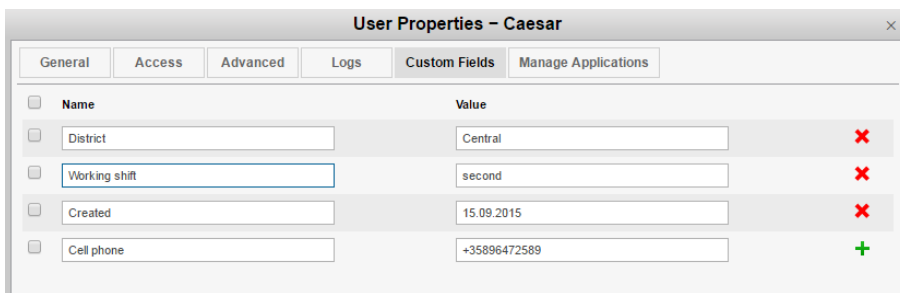 User Properties – Caesar
General Access Advanced Logs Custom Fields Manage Applications
Name Value
District Central
Working shift second
Created 15.09.2015
Cell phone +35896472589